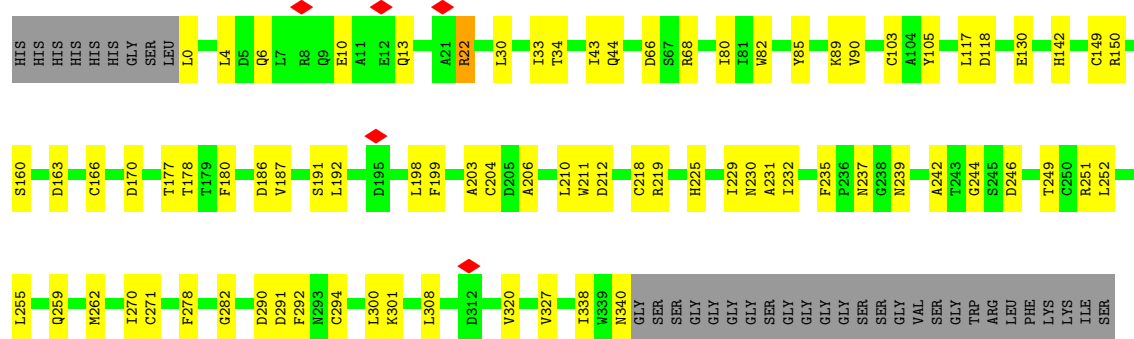 HIS HIS HIS HIS HIS HIS GLY SER LEU L0 L4 D5 Q6 L7 R8 Q9 E10 A11 E12 Q13 A21 R22 L30 I33 T34 I43 Q44 D66 S67 R68 I80 I81 W82 Y85 K89 V90 C103 A104 Y105 L117 D118 E130 H142 C149 R150
S160 D163 C166 D170 T177 T178 T179 F180 D186 V187 S191 L192 D195 L198 F199 A203 C204 D205 A206 L210 W211 D212 C218 R219 H225 I229 N230 A231 I232 F235 P236 N237 G238 N239 A242 T243 G244 S245 D246 T249 C250 R251 L252
L255 Q259 M262 I270 C271 F278 G282 D290 D291 F292 N293 C294 L300 K301 L308 D312 V320 V327 I338 W339 N340 GLY SER SER GLY GLY GLY GLY SER GLY GLY GLY GLY SER SER GLY VAL SER GLY TRP ARG LEU PHE LYS LYS ILE SER